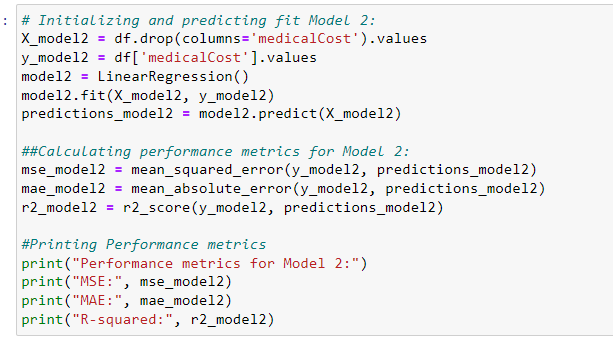 : # Initializing and predicting fit Model 2:
X_model2 = df.drop(columns='medicalCost').values
y_model2 = df['medicalCost'].values
model2 = LinearRegression()
model2.fit(X_model2, y_model2)
predictions_model2 = model2.predict(X_model2)
##Calculating performance metrics for Model 2:
mse_model2 = mean_squared_error(y_model2, predictions_model2)
mae_model2 = mean_absolute_error(y_model2, predictions_model2)
r2_model2 = r2_score(y_model2, predictions_model2)
#Printing Performance metrics
print("Performance metrics for Model 2:")
print("MSE:", mse_model2)
print("MAE:", mae_model2)
print("R-squared:", r2_model2)